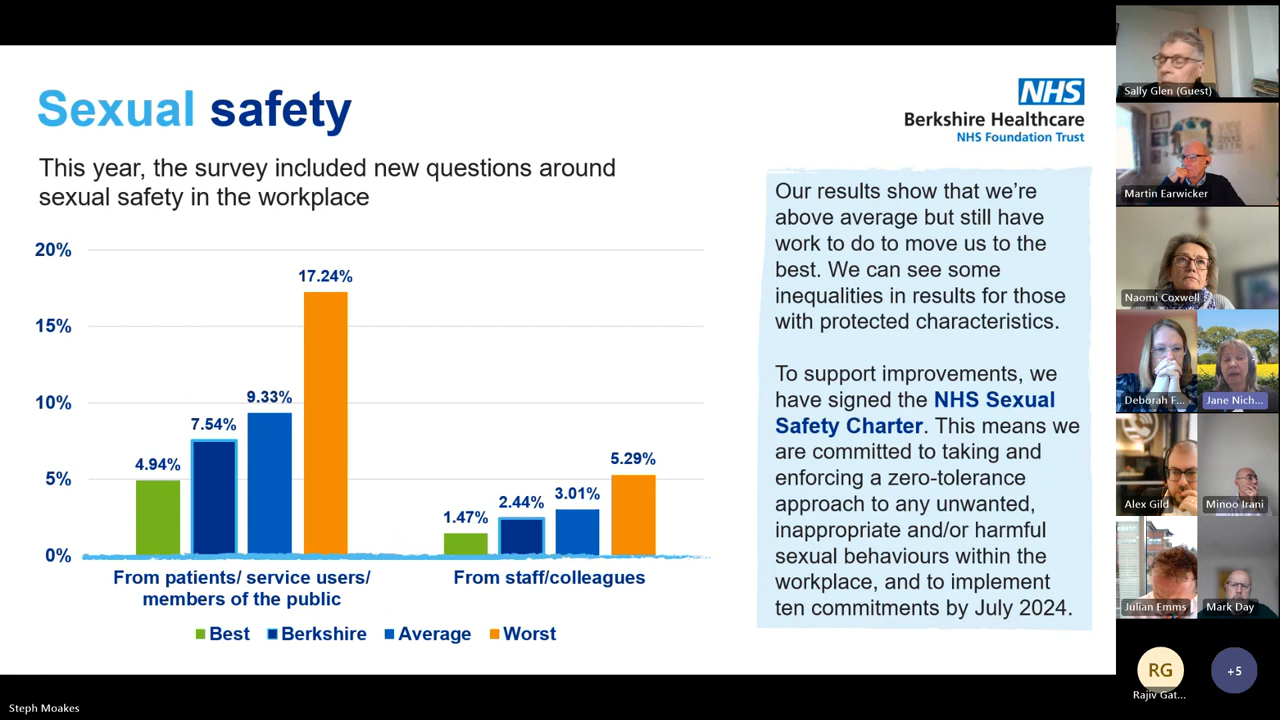 Sexual safety
This year, the survey included new questions around
sexual safety in the workplace
NHS
Berkshire Healthcare
NHS Foundation Trust
20%
15%
10%
5%
0%
4.94%
7.54%
9.33%
17.24%
1.47%
2.44%
3.01%
5.29%
From patients/ service users/
members of the public
From staff/colleagues
Best
Berkshire
Average
Worst
Our results show that we're
above average but still have
work to do to move us to the
best. We can see some
inequalities in results for those
with protected characteristics.
To support improvements, we
have signed the NHS Sexual
Safety Charter. This means we
are committed to taking and
enforcing a zero-tolerance
approach to any unwanted,
inappropriate and/or harmful
sexual behaviours within the
workplace, and to implement
ten commitments by July 2024.
Sally Glen (Guest)
Martin Earwicker
Naomi Coxwell
Deborah F...
Jane Nich...
Alex Gild
Minoo Irani
Julian Emms
Mark Day
RG
Rajiv Gat...
+5
Steph Moakes